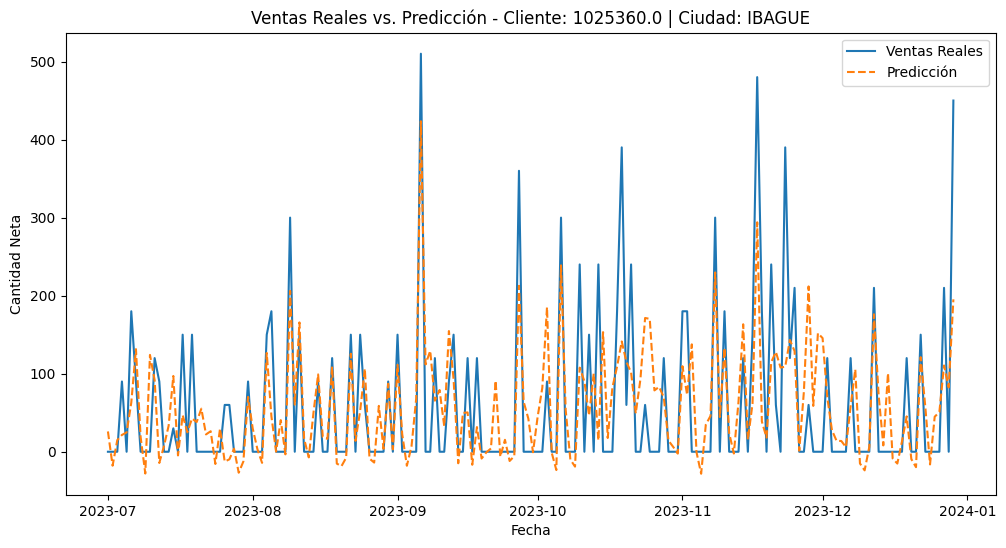 Ventas Reales vs. Predicción - Cliente: 1025360.0 | Ciudad: IBAGUE
Ventas Reales
Predicción
Cantidad Neta
500
400
300
200
100
0
2023-07 2023-08 2023-09 2023-10 2023-11 2023-12 2024-01
Fecha